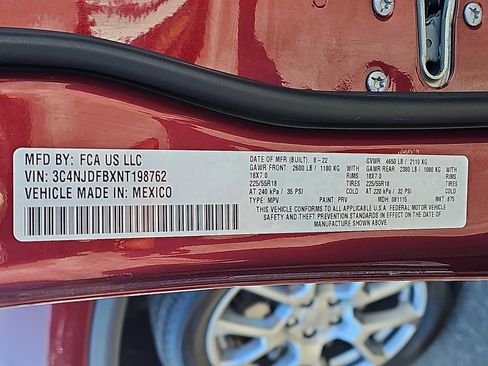 MFD BY: FCA US LLC
VIN: 3C4NJDFBXNT198762
VEHICLE MADE IN: MEXICO
DATE OF MFR (BUILT): 8-22 GVWR: 4650 LB / 2110 KG
GAWR FRONT: 2600 LB / 1180 KG GAWR REAR: 2380 LB / 1080 KG
18X7.0 RIMS 18X7.0 RIMS
225/55R18 TIRES 225/55R18 TIRES
AT 240 kPa / 35 PSI AT 220 kPa / 32 PSI
TYPE: MPV PAINT: PRV MDH: 081115 MKT: 875
THIS VEHICLE CONFORMS TO ALL APPLICABLE U.S.A. FEDERAL MOTOR VEHICLE
SAFETY AND THEFT PREVENTION STANDARDS IN EFFECT ON THE DATE OF
MANUFACTURE SHOWN ABOVE.